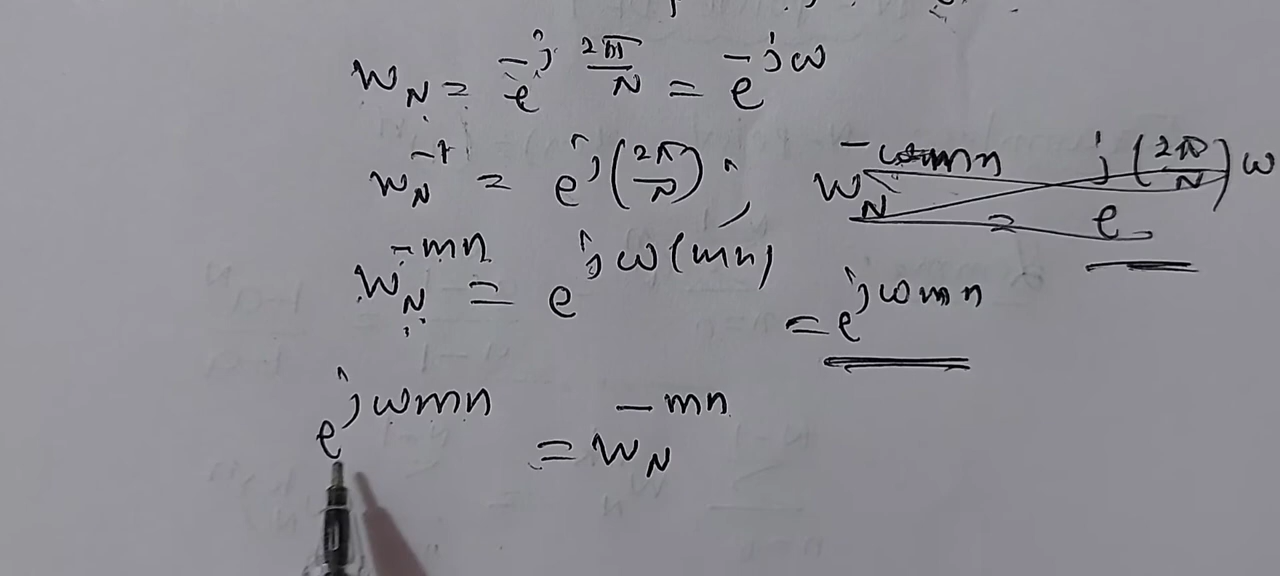 W_N = e^{-j 2π/N} = e^{-jω}
W_N^{-1} = e^{j(2π/N)} ;
W_N^{-mn} = e^{jω(mn)}
= e^{jωmn}
e^{jωmn} = W_N^{-mn}